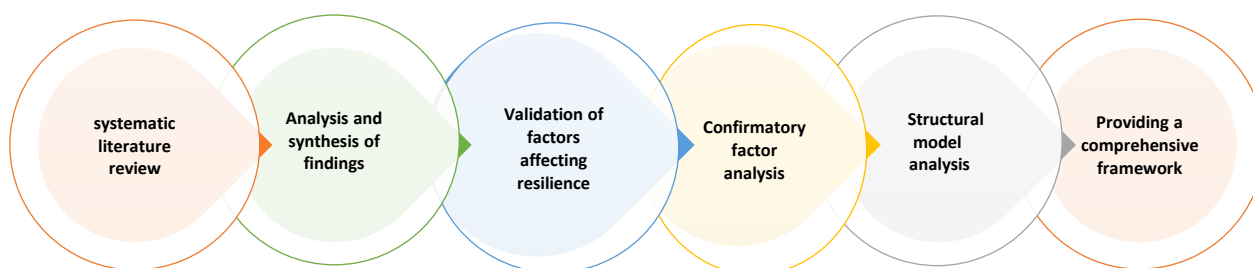 systematic
literature
review
Analysis and
synthesis of
findings
Validation of
factors
affecting
resilience
Confirmatory
factor
analysis
Structural
model
analysis
Providing a
comprehensive
framework